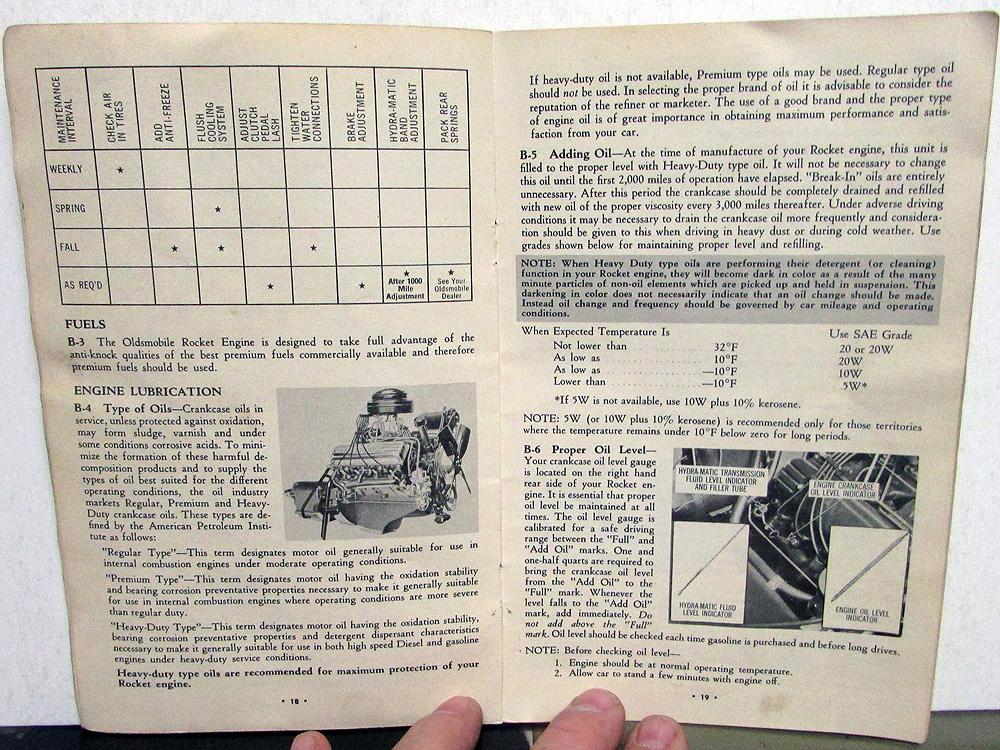 MAINTENANCE
INTERVAL
CHECK AIR
IN TIRES
ADD
ANTI-FREEZE
FLUSH
COOLING
SYSTEM
ADJUST
CLUTCH
PEDAL
LASH
TIGHTEN
WATER
CONNECTIONS
BRAKE
ADJUSTMENT
HYDRA-MATIC
BAND
ADJUSTMENT
PACK REAR
SPRINGS
WEEKLY ★
SPRING ★
FALL ★ ★ ★
AS REQ'D ★ ★ ★ ★
After 1000
Mile
Adjustment
See Your
Oldsmobile
Dealer
FUELS
B-3 The Oldsmobile Rocket Engine is designed to take full advantage of the
anti-knock qualities of the best premium fuels commercially available and therefore
premium fuels should be used.
ENGINE LUBRICATION
B-4 Type of Oils—Crankcase oils in
service, unless protected against oxidation,
may form sludge, varnish and under
some conditions corrosive acids. To mini-
mize the formation of these harmful de-
composition products and to supply the
types of oil best suited for the different
operating conditions, the oil industry
markets Regular, Premium and Heavy-
Duty crankcase oils. These types are de-
fined by the American Petroleum Insti-
tute as follows:
"Regular Type"—This term designates motor oil generally suitable for use in
internal combustion engines under moderate operating conditions.
"Premium Type"—This term designates motor oil having the oxidation stability
and bearing corrosion preventative properties necessary to make it generally suitable
for use in internal combustion engines where operating conditions are more severe
than regular duty.
"Heavy-Duty Type"—This term designates motor oil having the oxidation stability,
bearing corrosion preventative properties and detergent dispersant characteristics
necessary to make it generally suitable for use in both high speed Diesel and gasoline
engines under heavy-duty service conditions.
Heavy-duty type oils are recommended for maximum protection of your
Rocket engine.
• 18 •
If heavy-duty oil is not available, Premium type oils may be used. Regular type oil
should not be used. In selecting the proper brand of oil it is advisable to consider the
reputation of the refiner or marketer. The use of a good brand and the proper type
of engine oil is of great importance in obtaining maximum performance and satis-
faction from your car.
B-5 Adding Oil—At the time of manufacture of your Rocket engine, this unit is
filled to the proper level with Heavy-Duty type oil. It will not be necessary to change
this oil until the first 2,000 miles of operation have elapsed. "Break-In" oils are entirely
unnecessary. After this period the crankcase should be completely drained and refilled
with new oil of the proper viscosity every 3,000 miles thereafter. Under adverse driving
conditions it may be necessary to drain the crankcase oil more frequently and considera-
tion should be given to this when driving in heavy dust or during cold weather. Use
grades shown below for maintaining proper level and refilling.
NOTE: When Heavy Duty type oils are performing their detergent (or cleaning)
function in your Rocket engine, they will become dark in color as a result of the many
minute particles of non-oil elements which are picked up and held in suspension. This
darkening in color does not necessarily indicate that an oil change should be made.
Instead oil change and frequency should be governed by car mileage and operating
conditions.
When Expected Temperature Is Use SAE Grade
Not lower than . . . . . . . . . . 32°F 20 or 20W
As low as . . . . . . . . . . 10°F 20W
As low as . . . . . . . . . . —10°F 10W
Lower than . . . . . . . . . . —10°F 5W*
*If 5W is not available, use 10W plus 10% kerosene.
NOTE: 5W (or 10W plus 10% kerosene) is recommended only for those territories
where the temperature remains under 10°F below zero for long periods.
B-6 Proper Oil Level—
Your crankcase oil level gauge
is located on the right hand
rear side of your Rocket en-
gine. It is essential that proper
oil level be maintained at all
times. The oil level gauge is
calibrated for a safe driving
range between the "Full" and
"Add Oil" marks. One and
one-half quarts are required to
bring the crankcase oil level
from the "Add Oil" to the
"Full" mark. Whenever the
level falls to the "Add Oil"
mark, add immediately. Do
not add above the "Full"
mark. Oil level should be checked each time gasoline is purchased and before long drives.
HYDRA-MATIC TRANSMISSION
FLUID LEVEL INDICATOR
AND FILLER TUBE
ENGINE CRANKCASE
OIL LEVEL INDICATOR
HYDRA-MATIC FLUID
LEVEL INDICATOR
ENGINE OIL LEVEL
INDICATOR
NOTE: Before checking oil level—
1. Engine should be at normal operating temperature.
2. Allow car to stand a few minutes with engine off.
• 19 •